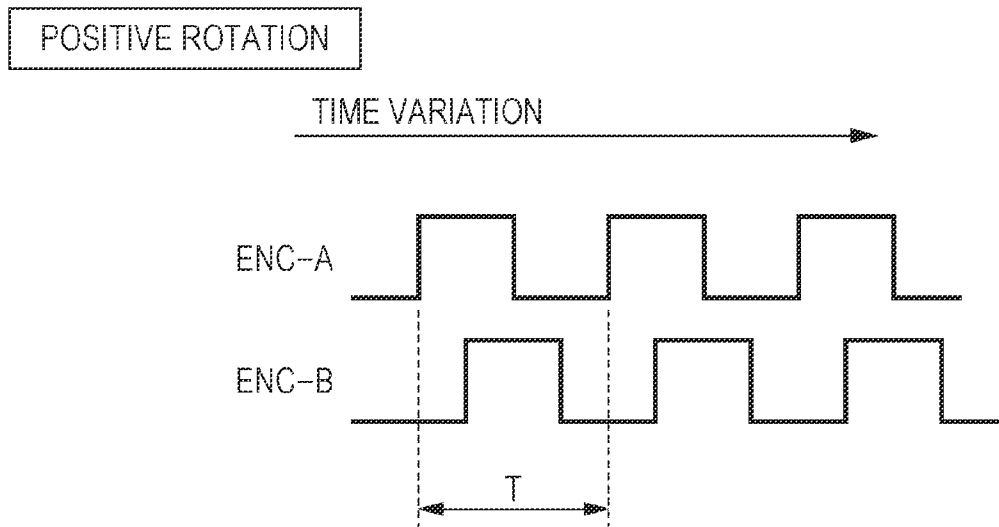 POSITIVE ROTATION
TIME VARIATION
ENC-A
ENC-B
T